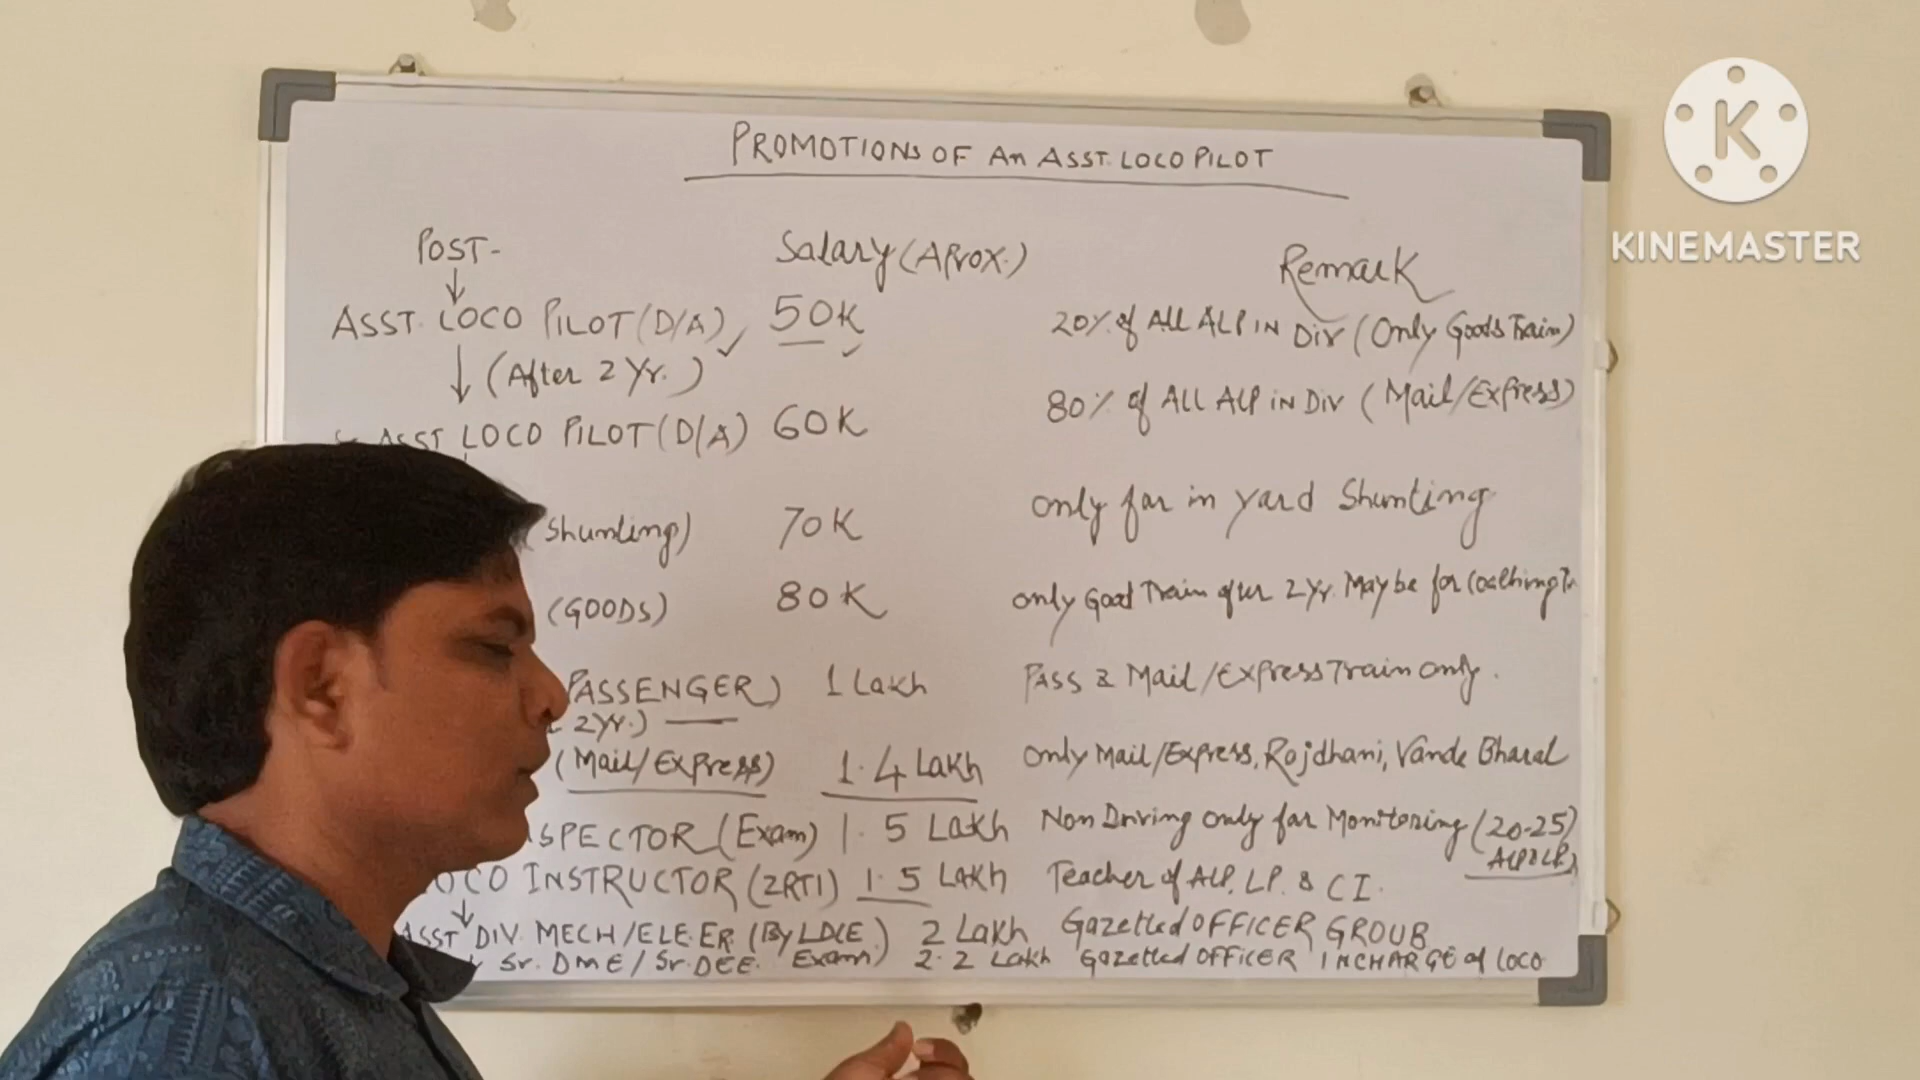 PROMOTIONS OF An ASST. LOCO PILOT
POST- Salary (APROX.) Remark
ASST. LOCO PILOT (D/A) 50K 20% of ALL ALP IN DIV (Only Goods Train)
(After 2 Yr.)
ASST LOCO PILOT (D/A) 60K 80% of ALL ALP IN DIV (Mail/Express)
Shunting) 70K only for in yard Shunting
(GOODS) 80K only Good Train after 2 yr. May be for Coaching
PASSENGER) 1 Lakh PASS & Mail/Express Train only.
2 yr.)
(Mail/Express) 1.4 Lakh Only Mail/Express, Rajdhani, Vande Bharat
SPECTOR (Exam) 1.5 Lakh Non Driving only for Monitoring (20-25)
ALP & LP)
OCO INSTRUCTOR (ZRTI) 1.5 Lakh Teacher of ALP, LP. & CI.
ASST DIV. MECH/ELE. ER. (By LDCE) 2 Lakh Gazetted OFFICER GROUB
Sr. DME/Sr. DEE. Exam) 2.2 Lakh Gazetted OFFICER INCHARGE of LOCO
K
KINEMASTER